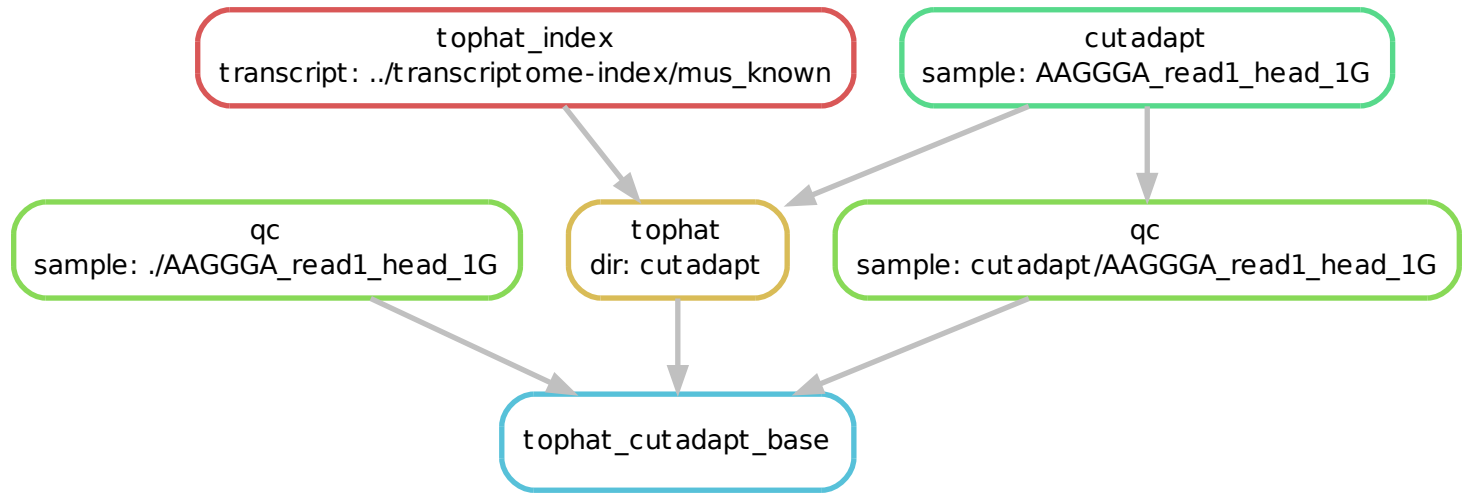 tophat_index
transcript: ../transcriptome-index/mus_known
cutadapt
sample: AAGGGA_read1_head_1G
qc
sample: ./AAGGGA_read1_head_1G
tophat
dir: cutadapt
qc
sample: cutadapt/AAGGGA_read1_head_1G
tophat_cutadapt_base